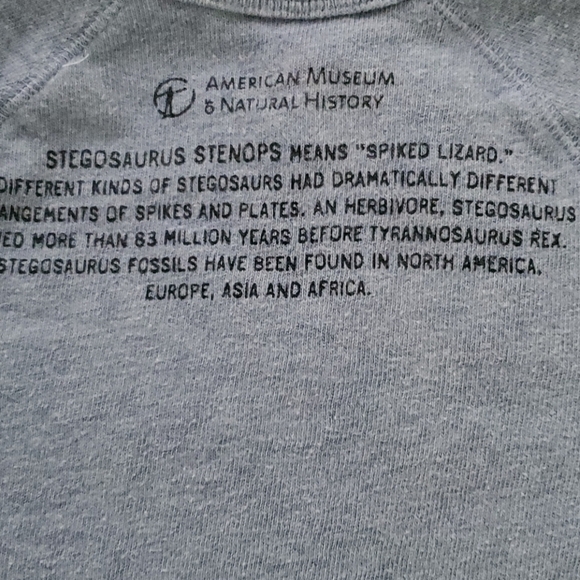 AMERICAN MUSEUM
& NATURAL HISTORY
STEGOSAURUS STENOPS MEANS "SPIKED LIZARD."
DIFFERENT KINDS OF STEGOSAURS HAD DRAMATICALLY DIFFERENT
ANGEMENTS OF SPIKES AND PLATES. AN HERBIVORE, STEGOSAURUS
ED MORE THAN 83 MILLION YEARS BEFORE TYRANNOSAURUS REX.
STEGOSAURUS FOSSILS HAVE BEEN FOUND IN NORTH AMERICA,
EUROPE, ASIA AND AFRICA.